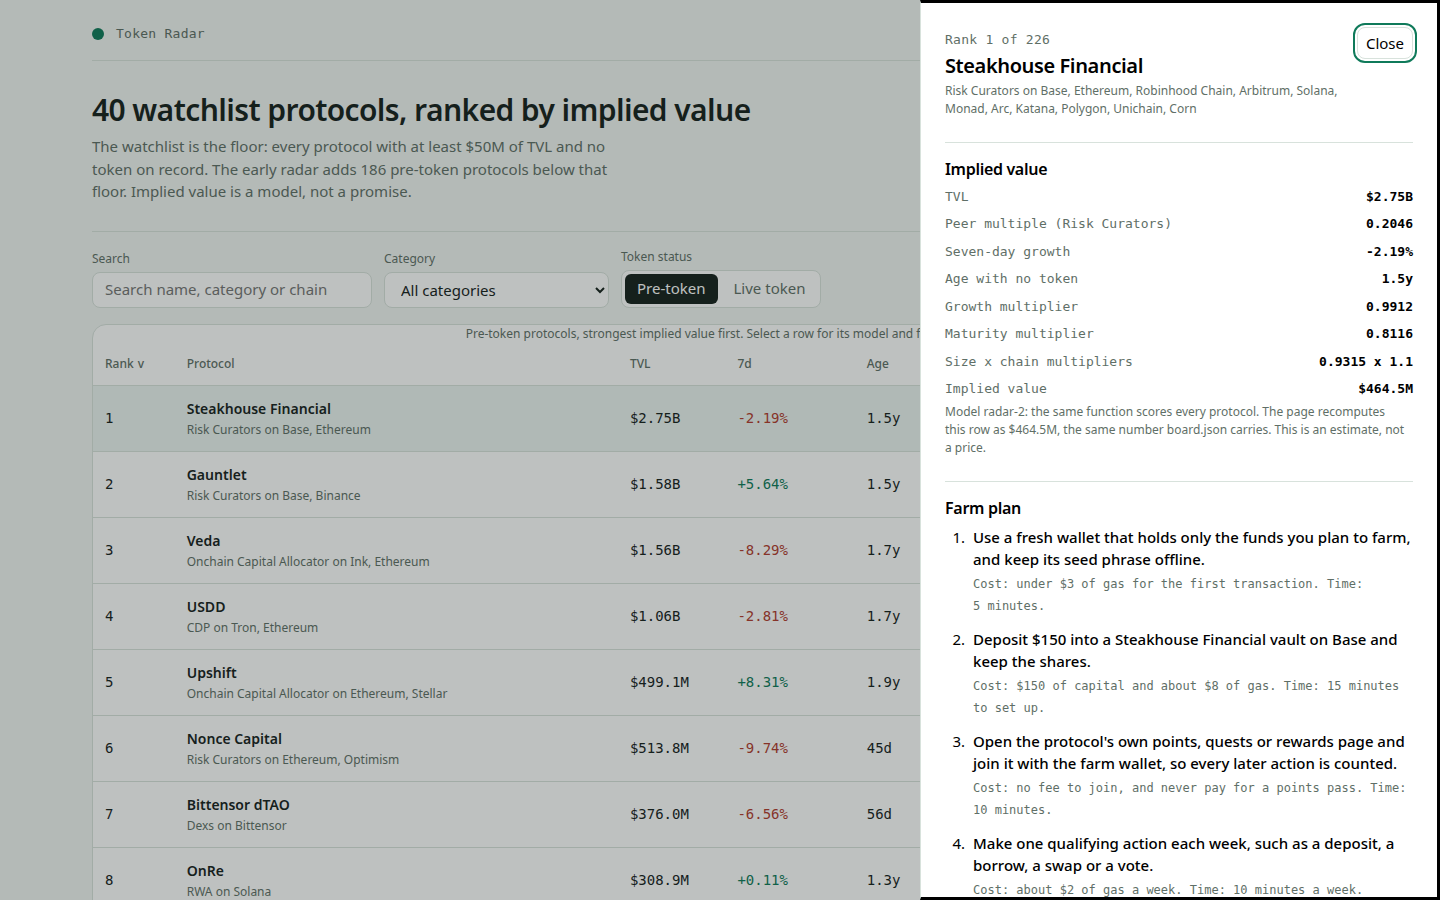 Token Radar
40 watchlist protocols, ranked by implied value
The watchlist is the floor: every protocol with at least $50M of TVL and no
token on record. The early radar adds 186 pre-token protocols below that
floor. Implied value is a model, not a promise.
Search
Category
Token status
Search name, category or chain
All categories
Pre-token
Live token
Pre-token protocols, strongest implied value first. Select a row for its model and f
Rank v Protocol TVL 7d Age
1 Steakhouse Financial $2.75B -2.19% 1.5y
Risk Curators on Base, Ethereum
2 Gauntlet $1.58B +5.64% 1.5y
Risk Curators on Base, Binance
3 Veda $1.56B -8.29% 1.7y
Onchain Capital Allocator on Ink, Ethereum
4 USDD $1.06B -2.81% 1.7y
CDP on Tron, Ethereum
5 Upshift $499.1M +8.31% 1.9y
Onchain Capital Allocator on Ethereum, Stellar
6 Nonce Capital $513.8M -9.74% 45d
Risk Curators on Ethereum, Optimism
7 Bittensor dTAO $376.0M -6.56% 56d
Dexs on Bittensor
8 OnRe $308.9M +0.11% 1.3y
RWA on Solana
Rank 1 of 226
Close
Steakhouse Financial
Risk Curators on Base, Ethereum, Robinhood Chain, Arbitrum, Solana,
Monad, Arc, Katana, Polygon, Unichain, Corn
Implied value
TVL $2.75B
Peer multiple (Risk Curators) 0.2046
Seven-day growth -2.19%
Age with no token 1.5y
Growth multiplier 0.9912
Maturity multiplier 0.8116
Size x chain multipliers 0.9315 x 1.1
Implied value $464.5M
Model radar-2: the same function scores every protocol. The page recomputes
this row as $464.5M, the same number board.json carries. This is an estimate, not
a price.
Farm plan
1. Use a fresh wallet that holds only the funds you plan to farm,
and keep its seed phrase offline.
Cost: under $3 of gas for the first transaction. Time:
5 minutes.
2. Deposit $150 into a Steakhouse Financial vault on Base and
keep the shares.
Cost: $150 of capital and about $8 of gas. Time: 15 minutes
to set up.
3. Open the protocol's own points, quests or rewards page and
join it with the farm wallet, so every later action is counted.
Cost: no fee to join, and never pay for a points pass. Time:
10 minutes.
4. Make one qualifying action each week, such as a deposit, a
borrow, a swap or a vote.
Cost: about $2 of gas a week. Time: 10 minutes a week.